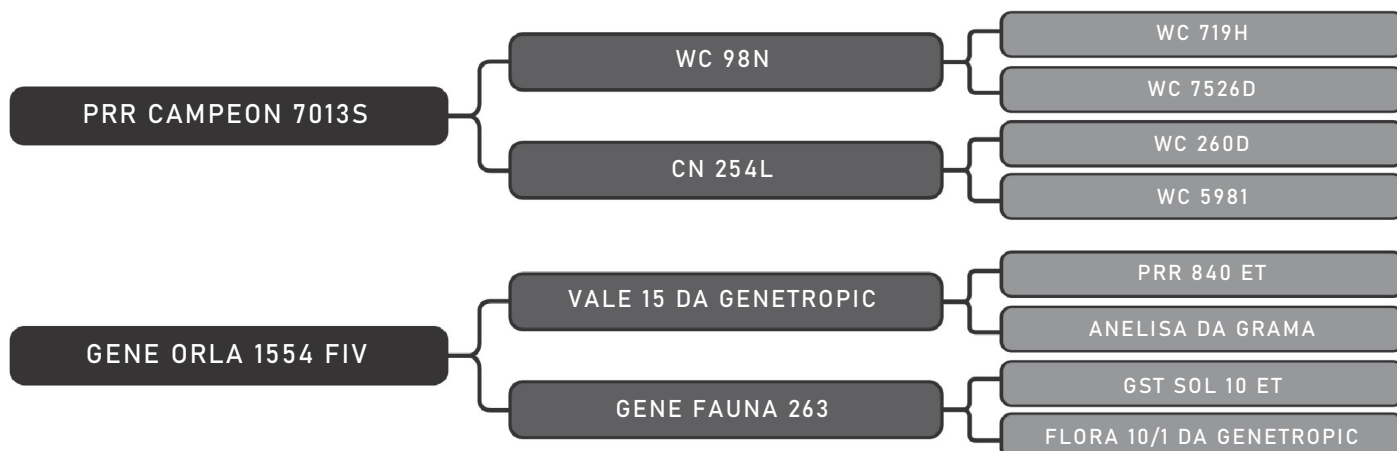 PRR CAMPEON 7013S
WC 98N
CN 254L
WC 719H
WC 7526D
WC 260D
WC 5981
GENE ORLA 1554 FIV
VALE 15 DA GENETROPIC
GENE FAUNA 263
PRR 840 ET
ANELISA DA GRAMA
GST SOL 10 ET
FLORA 10/1 DA GENETROPIC